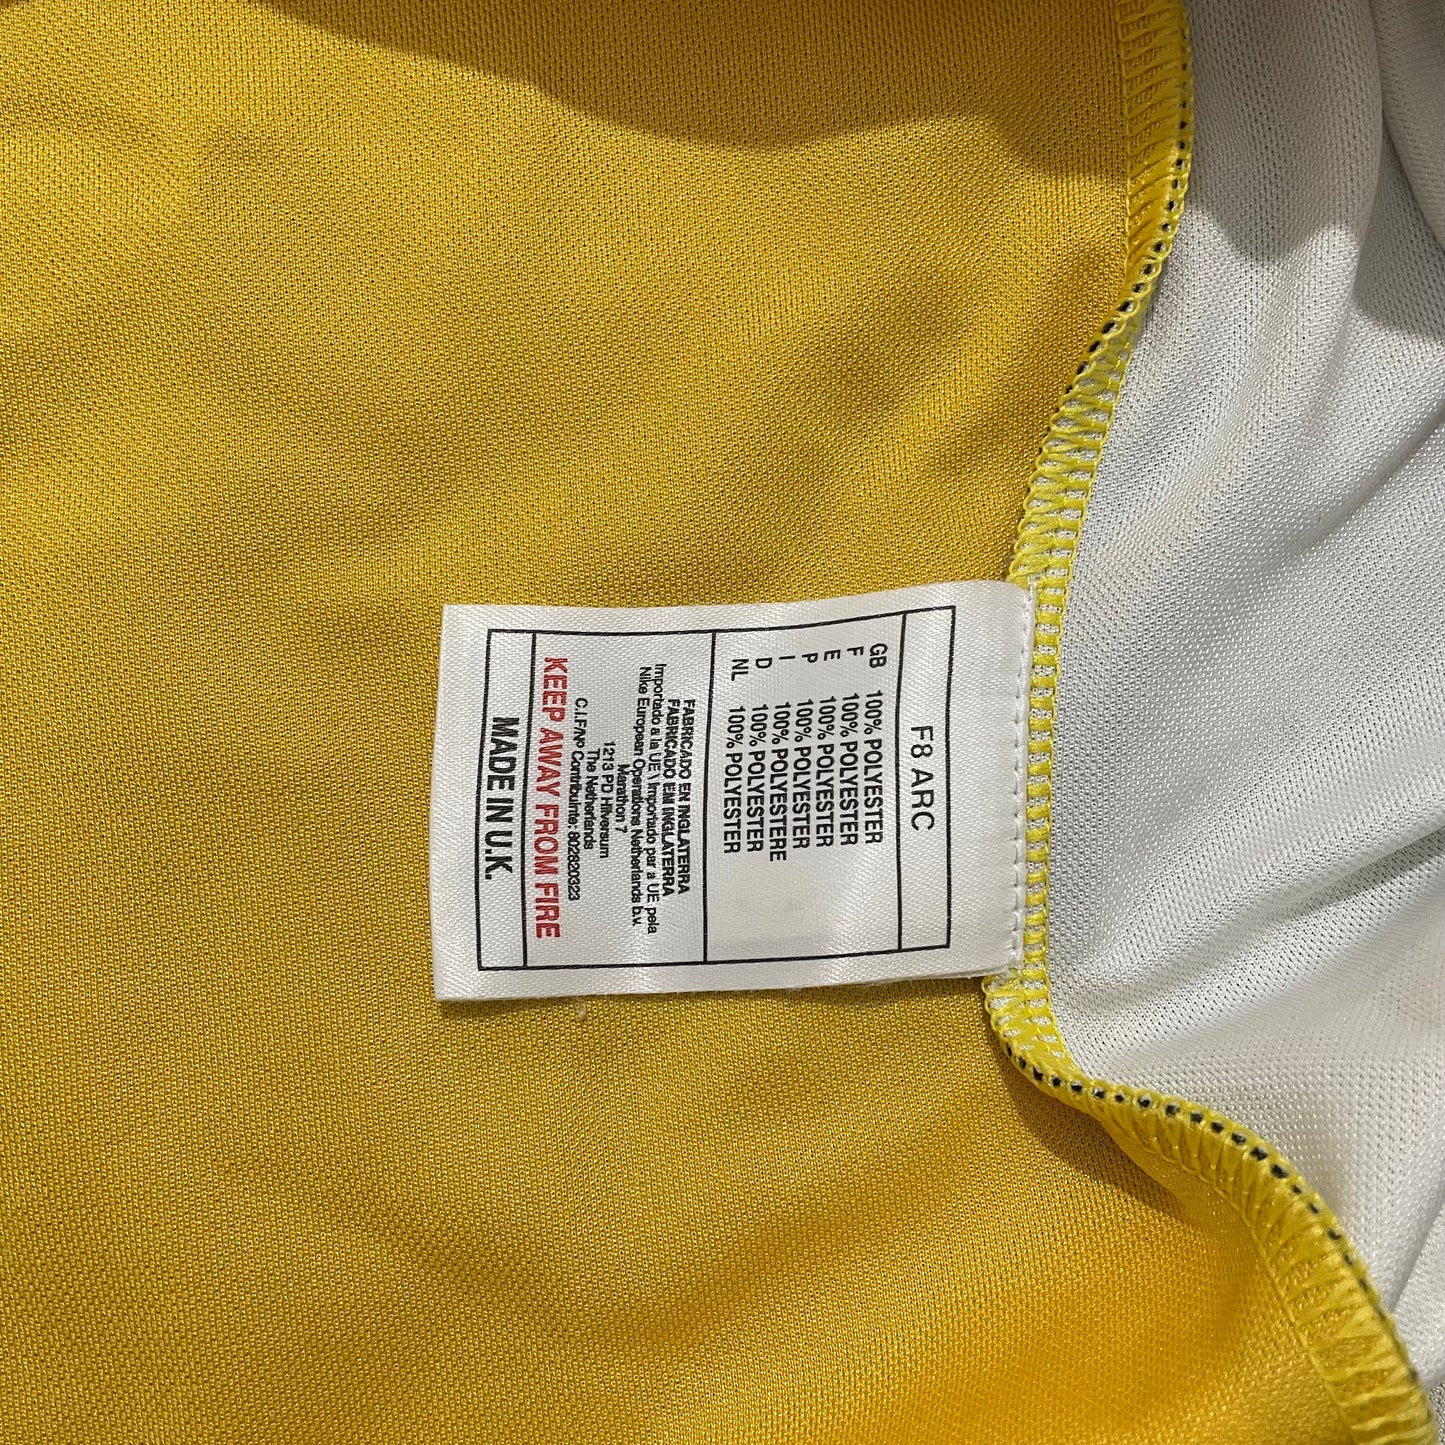 F8 ARC
GB 100% POLYESTER
F 100% POLYESTER
E 100% POLYESTER
P 100% POLYESTER
I 100% POLIESTERE
D 100% POLYESTER
NL 100% POLYESTER
FABRICADO EN INGLATERRA
FABRICADO EM INGLATERRA
Importado a la UE \ Importado par a UE pela
Nike European Operations Netherlands b.v.
Marathon 7
1213 PD Hilversum
The Netherlands
C.I.F/Nº Contribuinte: 802820323
KEEP AWAY FROM FIRE
MADE IN U.K.